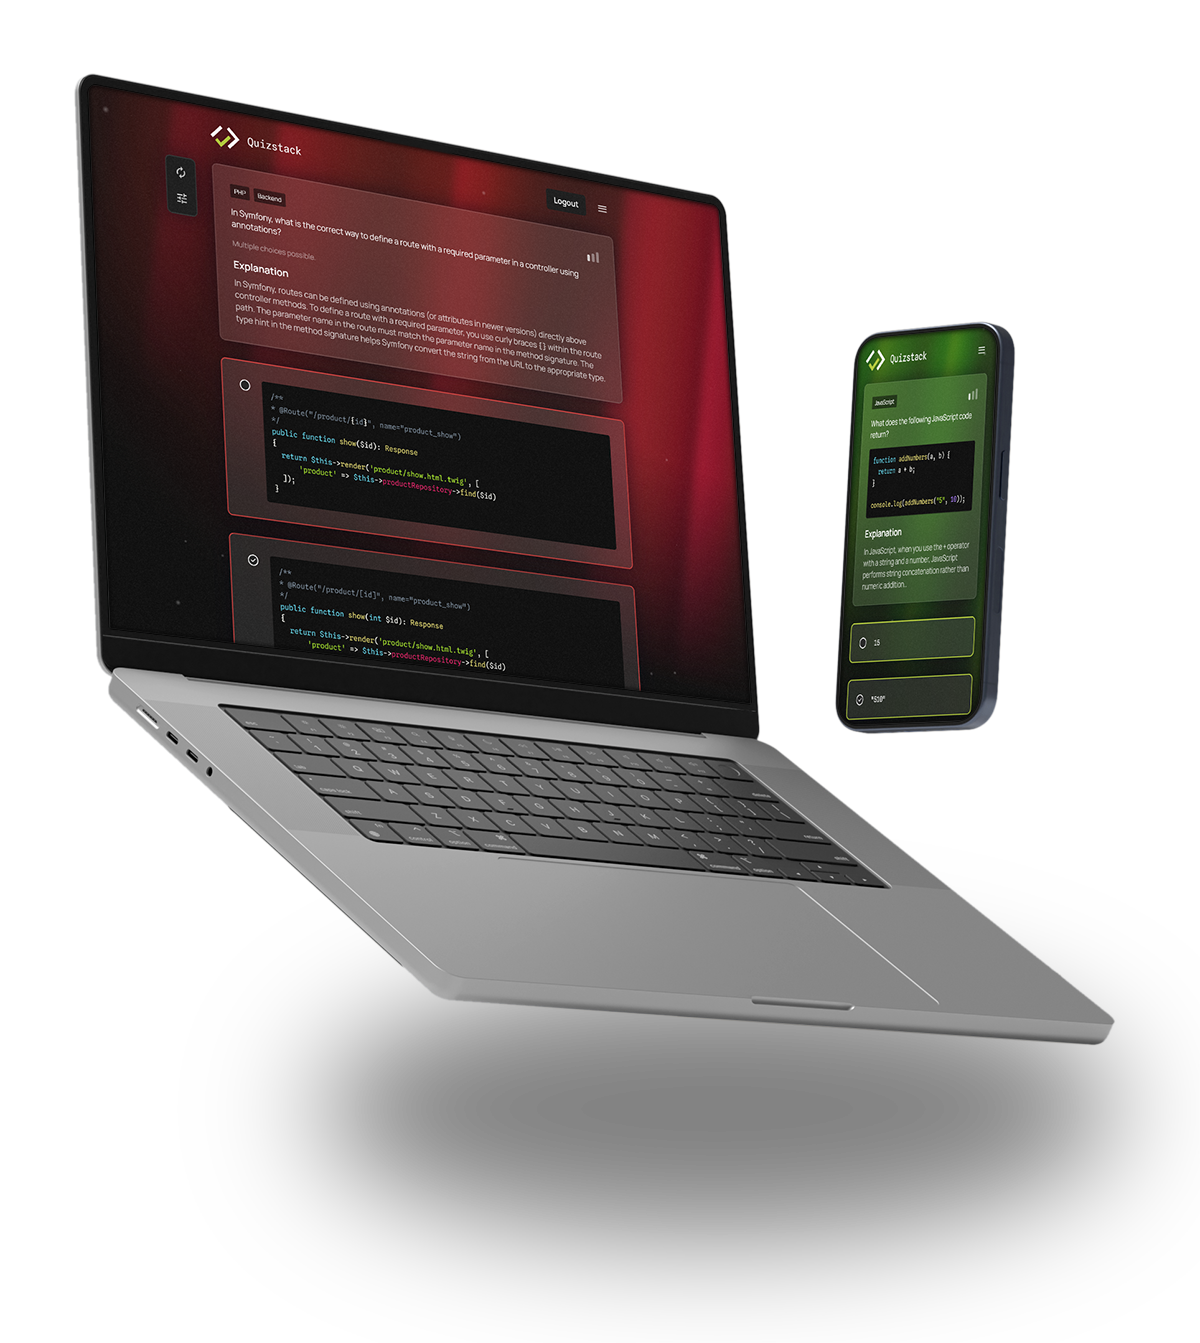 Quizstack
Logout
PHP Backend
In Symfony, what is the correct way to define a route with a required parameter in a controller using
annotations?
Multiple choices possible.
Explanation
In Symfony, routes can be defined using annotations (or attributes in newer versions) directly above
controller methods. To define a route with a required parameter, you use curly braces {} within the route
path. The parameter name in the route must match the parameter name in the method signature. The
type hint in the method signature helps Symfony convert the string from the URL to the appropriate type.
/**
* @Route("/product/{id}", name="product_show")
*/
public function show($id): Response
{
return $this->render('product/show.html.twig', [
'product' => $this->productRepository->find($id)
]);
}
/**
* @Route("/product/[id]", name="product_show")
*/
public function show(int $id): Response
{
return $this->render('product/show.html.twig', [
'product' => $this->productRepository->find($id)
Quizstack
JavaScript
What does the following JavaScript code
return?
function addNumbers(a, b) {
return a + b;
}
console.log(addNumbers("5", 10));
Explanation
In JavaScript, when you use the + operator
with a string and a number, JavaScript
performs string concatenation rather than
numeric addition.
15
"510"
Q W E R T Y U I O P
caps lock A S D F G H J K L
return
Z X C V B N M
shift
control option command
command option